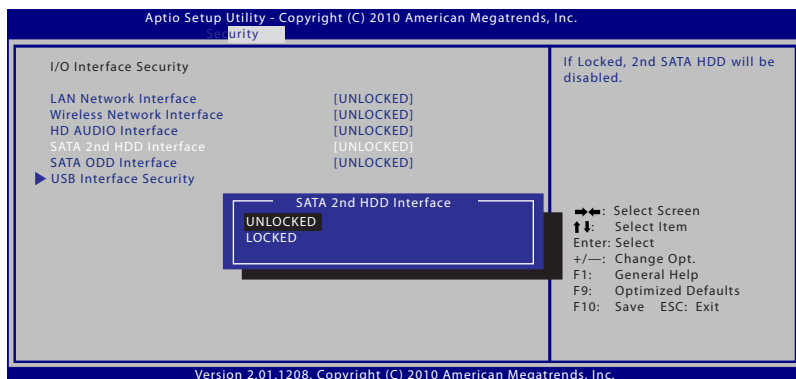 Aptio Setup Utility - Copyright (C) 2010 American Megatrends, Inc.
Security
I/O Interface Security
LAN Network Interface [UNLOCKED]
Wireless Network Interface [UNLOCKED]
HD AUDIO Interface [UNLOCKED]
SATA 2nd HDD Interface [UNLOCKED]
SATA ODD Interface [UNLOCKED]
USB Interface Security
SATA 2nd HDD Interface
UNLOCKED
LOCKED
If Locked, 2nd SATA HDD will be
disabled.
→←: Select Screen
↑↓: Select Item
Enter: Select
+/—: Change Opt.
F1: General Help
F9: Optimized Defaults
F10: Save ESC: Exit
Version 2.01.1208. Copyright (C) 2010 American Megatrends, Inc.